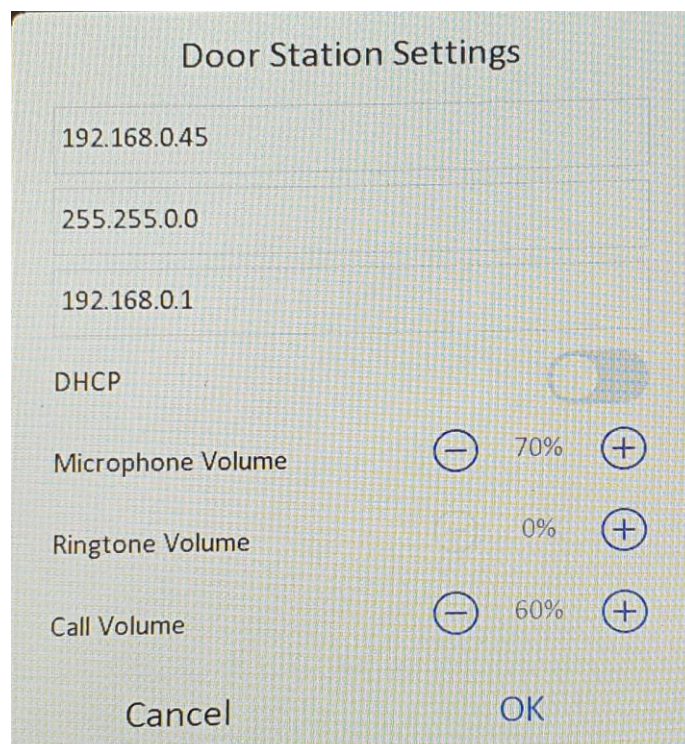 Door Station Settings
192.168.0.45
255.255.0.0
192.168.0.1
DHCP
Microphone Volume 70%
Ringtone Volume 0%
Call Volume 60%
Cancel OK